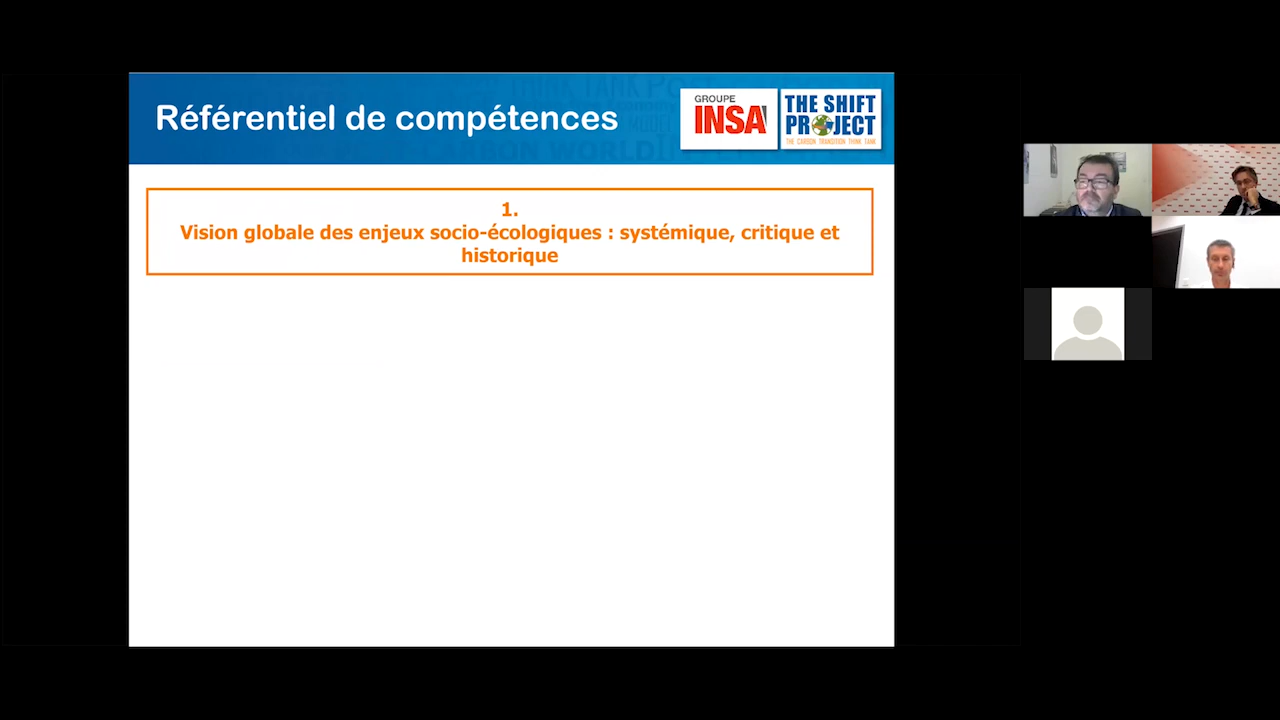 Référentiel de compétences
GROUPE
INSA
THE SHIFT
PROJECT
THE CARBON TRANSITION THINK TANK
1.
Vision globale des enjeux socio-écologiques : systémique, critique et
historique